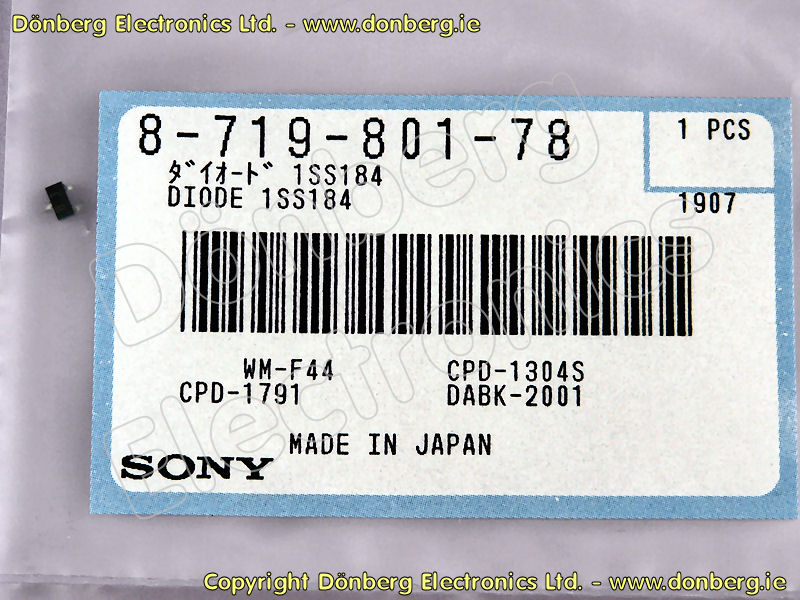 Dönberg Electronics Ltd. - www.donberg.ie
8-719-801-78
1 PCS
ﾀﾞｲｵｰﾄﾞ 1SS184
DIODE 1SS184
1907
Dönberg
Electronics
WM-F44 CPD-1304S
CPD-1791 DABK-2001
MADE IN JAPAN
SONY
Copyright Dönberg Electronics Ltd. - www.donberg.ie